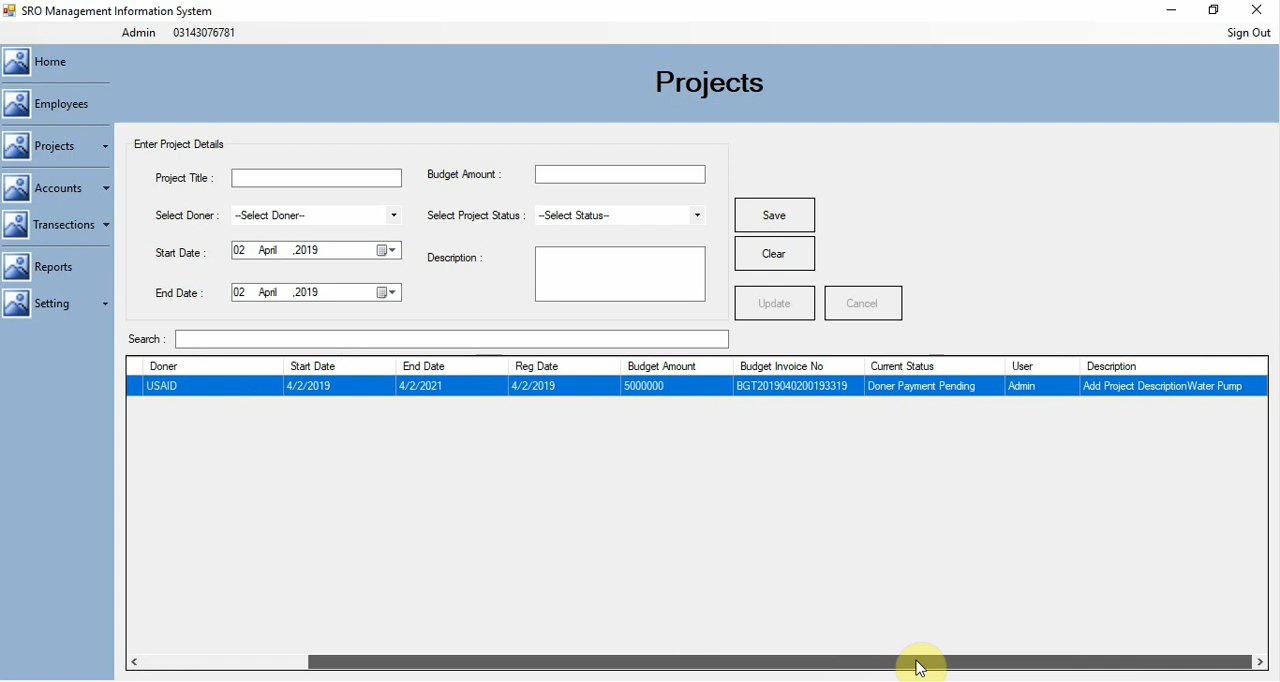 SRO Management Information System
Admin 03143076781 Sign Out
Home
Employees
Projects
Accounts
Transactions
Reports
Setting
Projects
Enter Project Details
Project Title : Budget Amount :
Select Doner : --Select Doner-- Select Project Status : --Select Status--
Start Date : 02 April ,2019 Description :
End Date : 02 April ,2019
Save
Clear
Update Cancel
Search :
Doner Start Date End Date Reg Date Budget Amount Budget Invoice No Current Status User Description
USAID 4/2/2019 4/2/2021 4/2/2019 5000000 BGT2019040200193319 Doner Payment Pending Admin Add Project DescriptionWater Pump